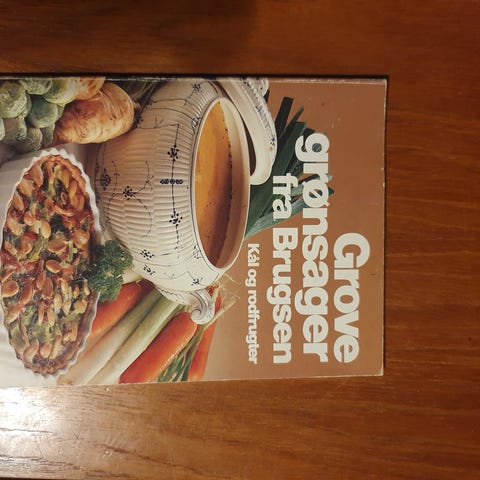 Grove
grønsager
fra Brugsen
Kål og rodfrugter